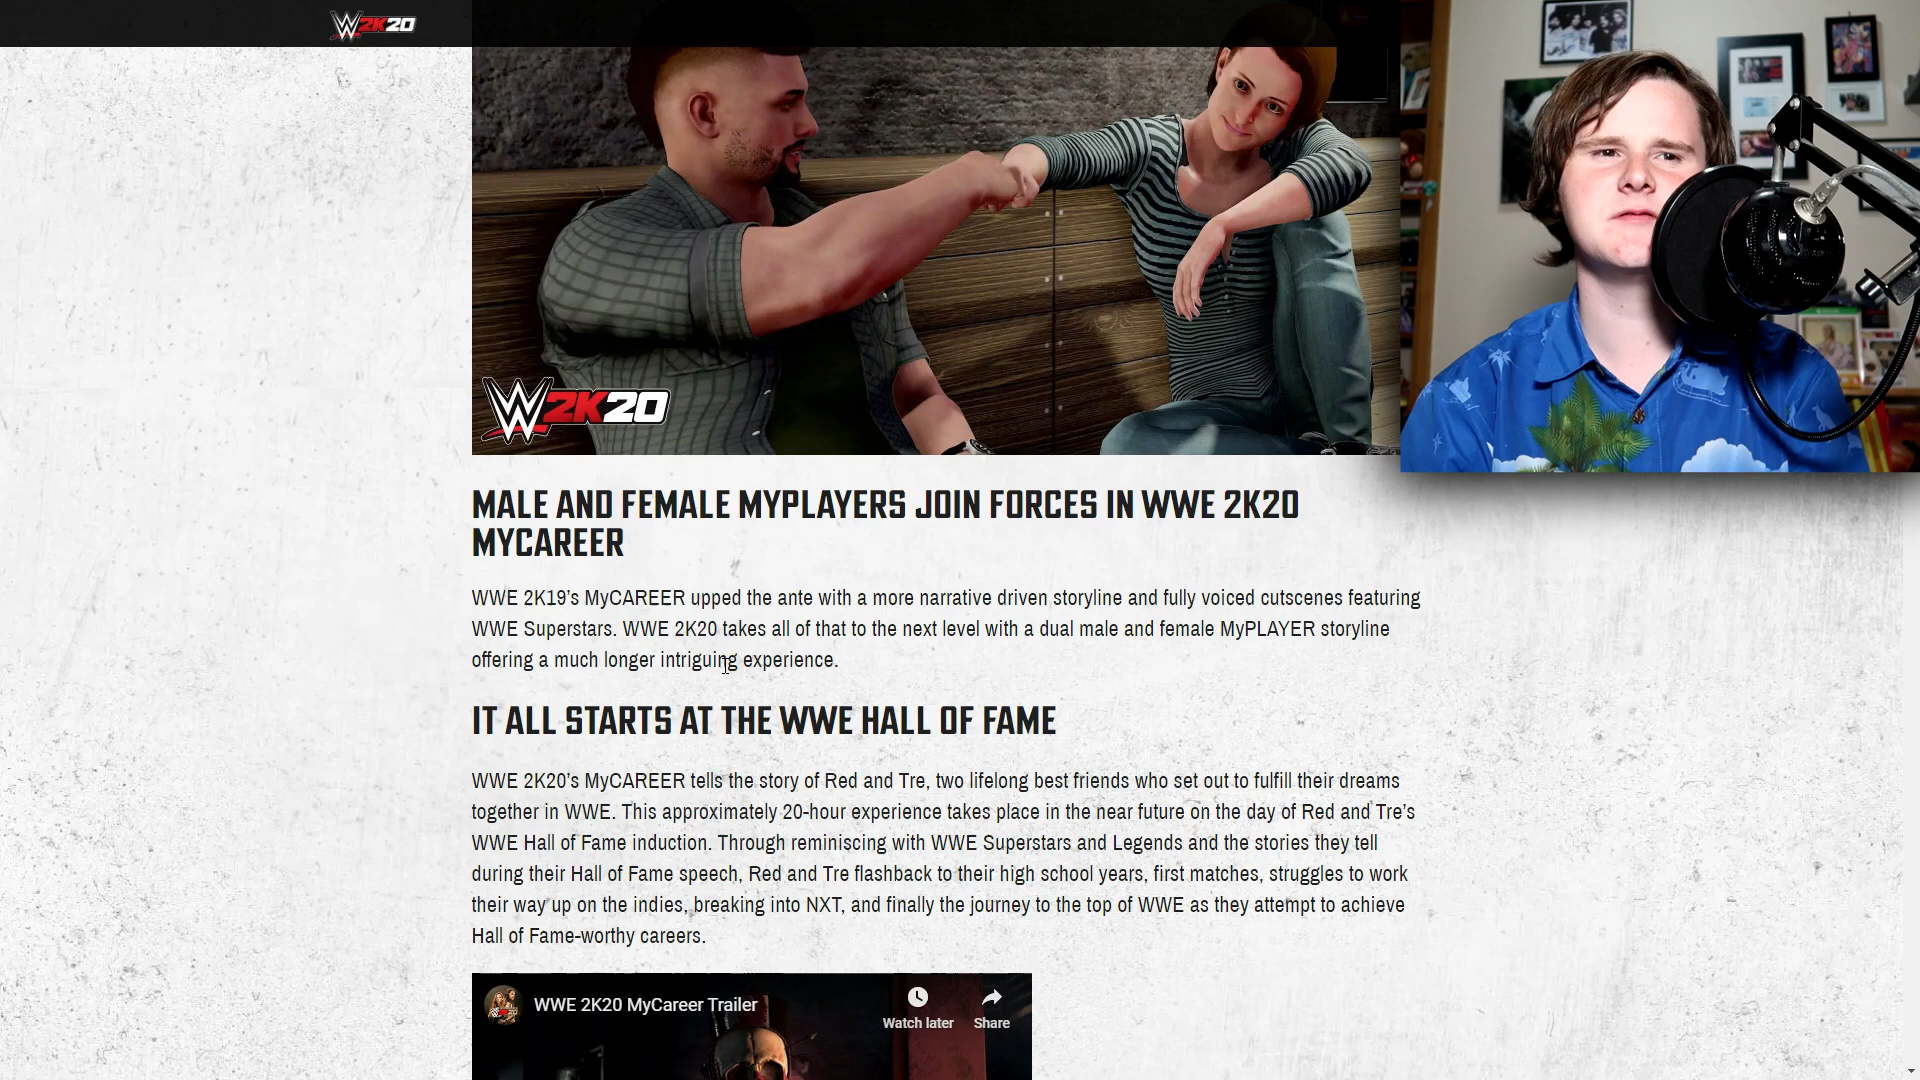 W 2K20
W 2K20
MALE AND FEMALE MYPLAYERS JOIN FORCES IN WWE 2K20
MYCAREER
WWE 2K19’s MyCAREER upped the ante with a more narrative driven storyline and fully voiced cutscenes featuring
WWE Superstars. WWE 2K20 takes all of that to the next level with a dual male and female MyPLAYER storyline
offering a much longer intriguing experience.
IT ALL STARTS AT THE WWE HALL OF FAME
WWE 2K20’s MyCAREER tells the story of Red and Tre, two lifelong best friends who set out to fulfill their dreams
together in WWE. This approximately 20-hour experience takes place in the near future on the day of Red and Tre’s
WWE Hall of Fame induction. Through reminiscing with WWE Superstars and Legends and the stories they tell
during their Hall of Fame speech, Red and Tre flashback to their high school years, first matches, struggles to work
their way up on the indies, breaking into NXT, and finally the journey to the top of WWE as they attempt to achieve
Hall of Fame-worthy careers.
WWE 2K20 MyCareer Trailer
Watch later
Share